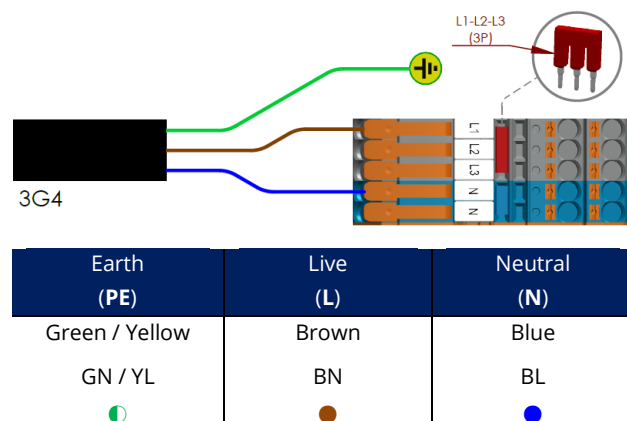 L1-L2-L3
(3P)
L1
L2
L3
N
N
3G4
Earth Live Neutral
(PE) (L) (N)
Green / Yellow Brown Blue
GN / YL BN BL